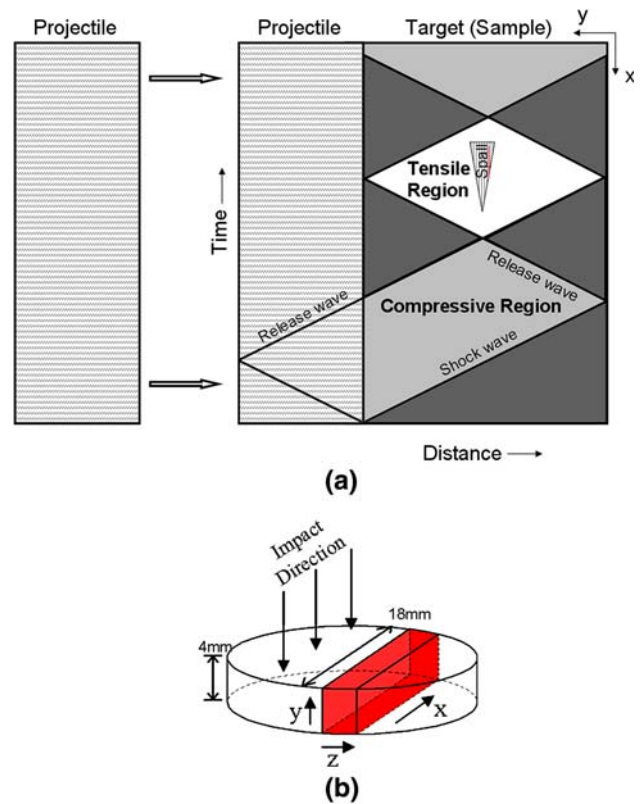 Projectile
Projectile
Target (Sample)
y
x
Time
Tensile
Region
Spall
Release wave
Release wave
Compressive Region
Shock wave
Distance
(a)
Impact
Direction
18mm
4mm
y
x
z
(b)